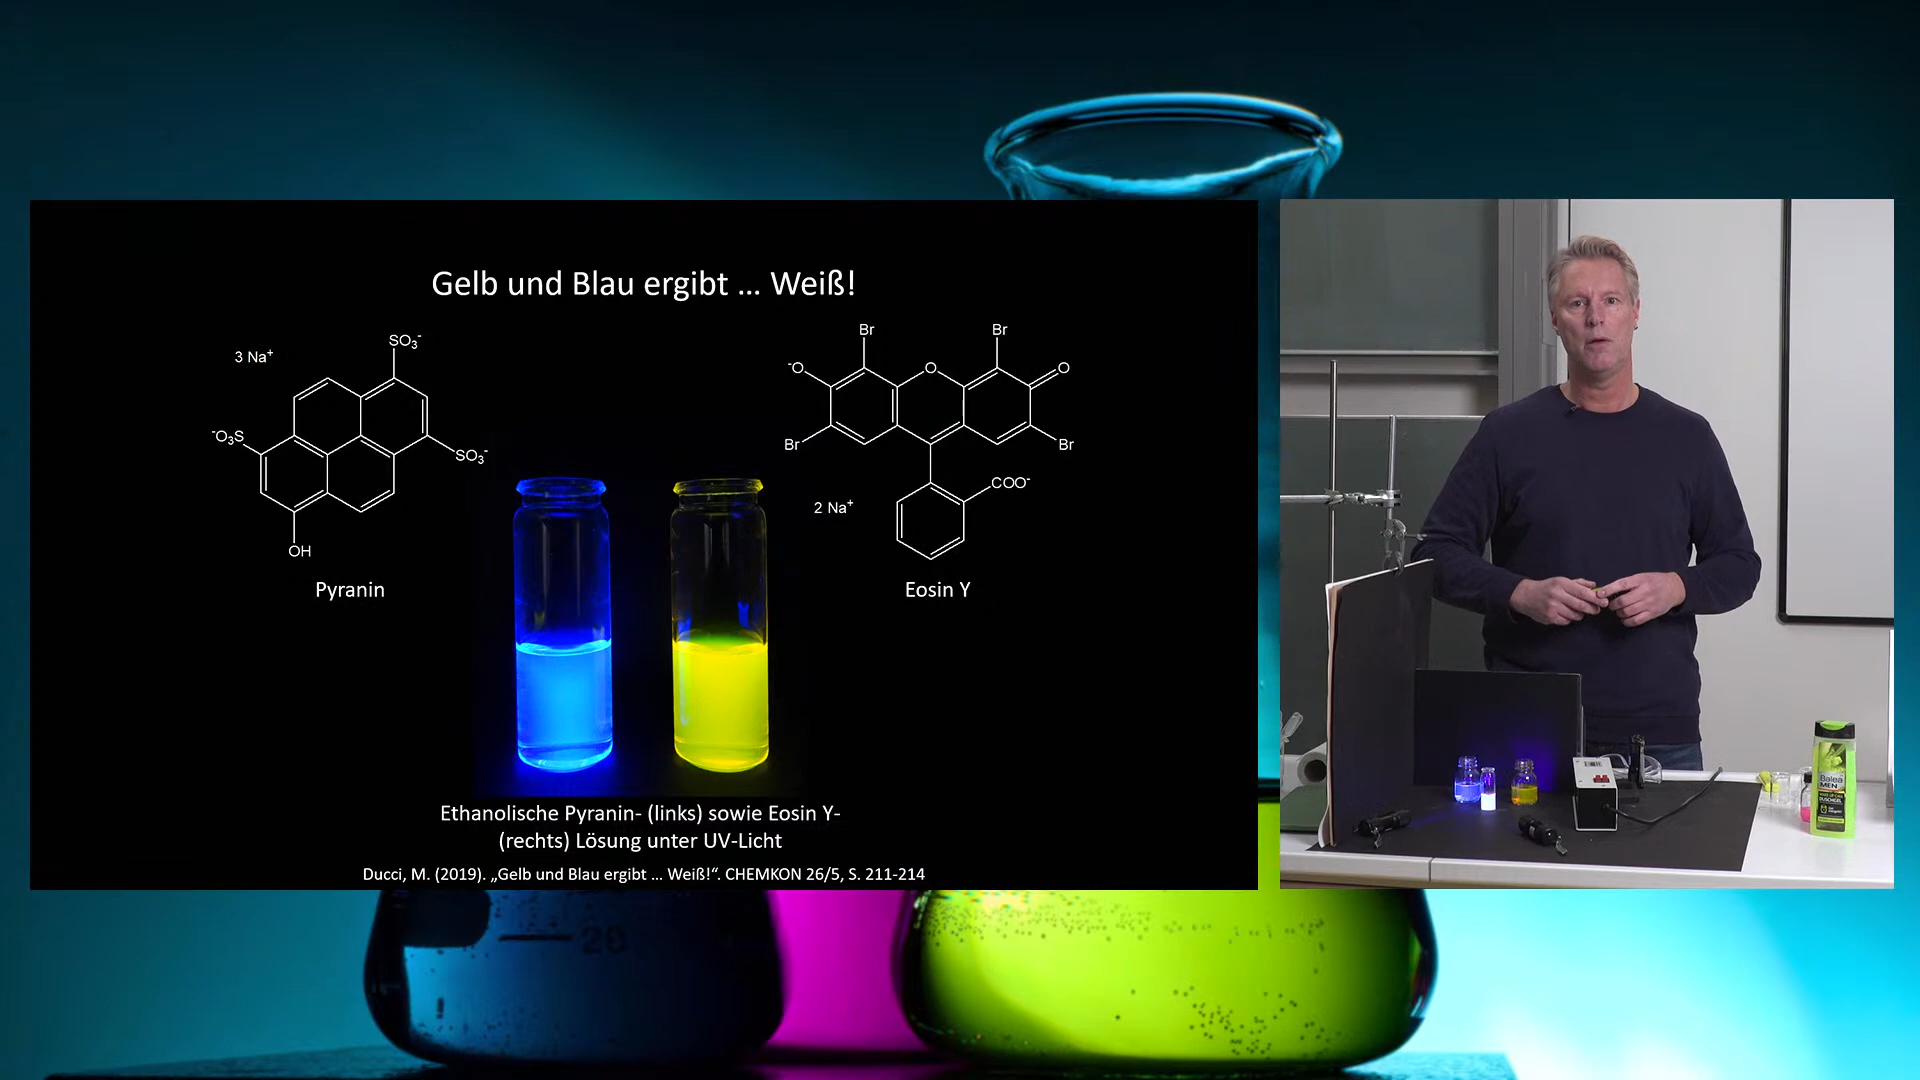 Gelb und Blau ergibt ... Weiß!
3 Na⁺
SO₃⁻
⁻O₃S
SO₃⁻
OH
Pyranin
Br
Br
⁻O
O
O
Br
Br
COO⁻
2 Na⁺
Eosin Y
Ethanolische Pyranin- (links) sowie Eosin Y-
(rechts) Lösung unter UV-Licht
Ducci, M. (2019). „Gelb und Blau ergibt ... Weiß!“. CHEMKON 26/5, S. 211-214
20
Balea
MEN